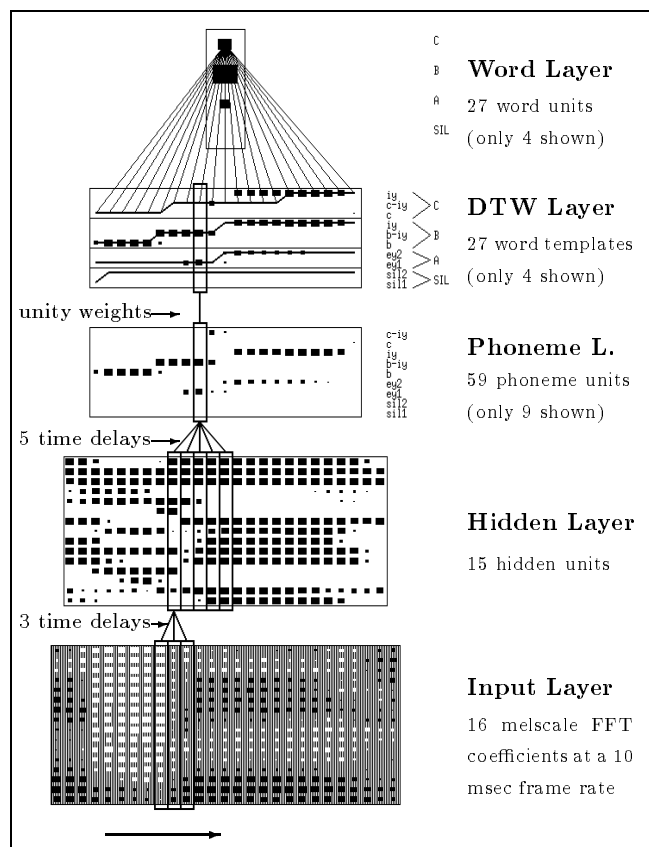 C
B
A
SIL
Word Layer
27 word units
(only 4 shown)
iy
c-iy
c
C
iy
b-iy
b
B
ey2
ey1
A
sil2
sil1
SIL
DTW Layer
27 word templates
(only 4 shown)
unity weights
c-iy
c
iy
b-iy
b
ey2
ey1
sil2
sil1
Phoneme L.
59 phoneme units
(only 9 shown)
5 time delays
Hidden Layer
15 hidden units
3 time delays
Input Layer
16 melscale FFT
coefficients at a 10
msec frame rate